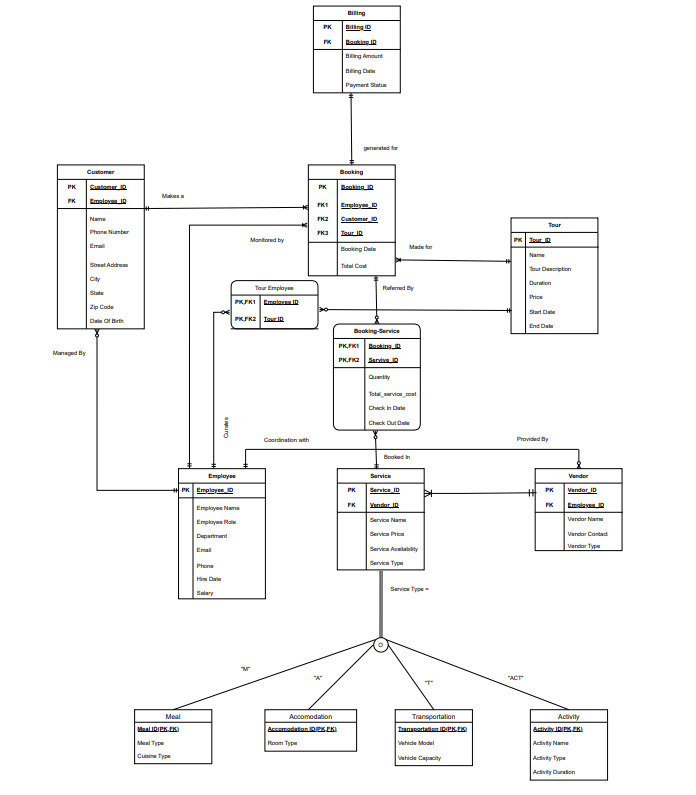 Billing
PK Billing ID
FK Booking_ID
Billing Amount
Billing Date
Payment Status
generated for
Customer
PK Customer_ID
FK Employee_ID
Name
Phone Number
Email
Street Address
City
State
Zip Code
Date Of Birth
Makes a
Booking
PK Booking_ID
FK1 Employee_ID
FK2 Customer_ID
FK3 Tour_ID
Booking Date
Total Cost
Monitored by
Made for
Tour
PK Tour_ID
Name
Tour Description
Duration
Price
Start Date
End Date
Tour Employee
PK,FK1 Employee ID
PK,FK2 Tour ID
Referred By
Booking-Service
PK,FK1 Booking_ID
PK,FK2 Servive_ID
Quantity
Total_service_cost
Check In Date
Check Out Date
Managed By
Curates
Coordination with
Provided By
Booked In
Employee
PK Employee_ID
Employee Name
Employee Role
Department
Email
Phone
Hire Date
Salary
Service
PK Service_ID
FK Vendor_ID
Service Name
Service Price
Service Availability
Service Type
Vendor
PK Vendor_ID
FK Employee_ID
Vendor Name
Vendor Contact
Vendor Type
Service Type =
"M"
"A"
"T"
"ACT"
Meal
Meal ID(PK,FK)
Meal Type
Cuisine Type
Accomodation
Accomodation ID(PK,FK)
Room Type
Transportation
Transportation ID(PK,FK)
Vehicle Model
Vehicle Capacity
Activity
Activity ID(PK,FK)
Activity Name
Activity Type
Activity Duration